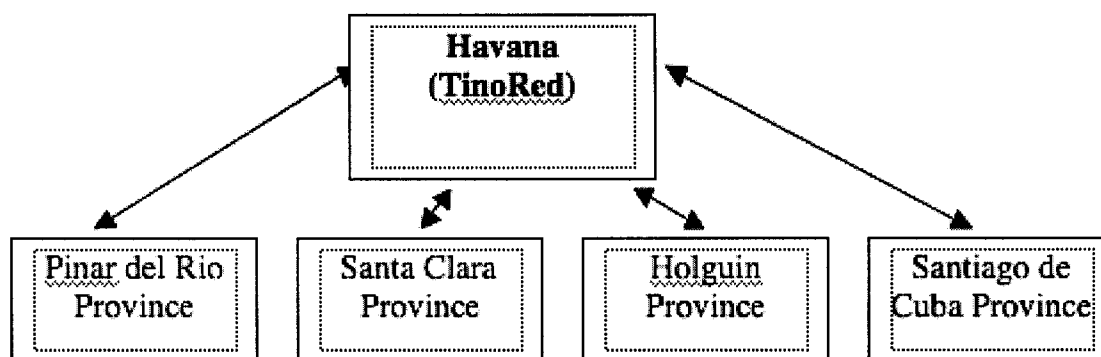 Havana
(TinoRed)
Pinar del Rio
Province
Santa Clara
Province
Holguin
Province
Santiago de
Cuba Province